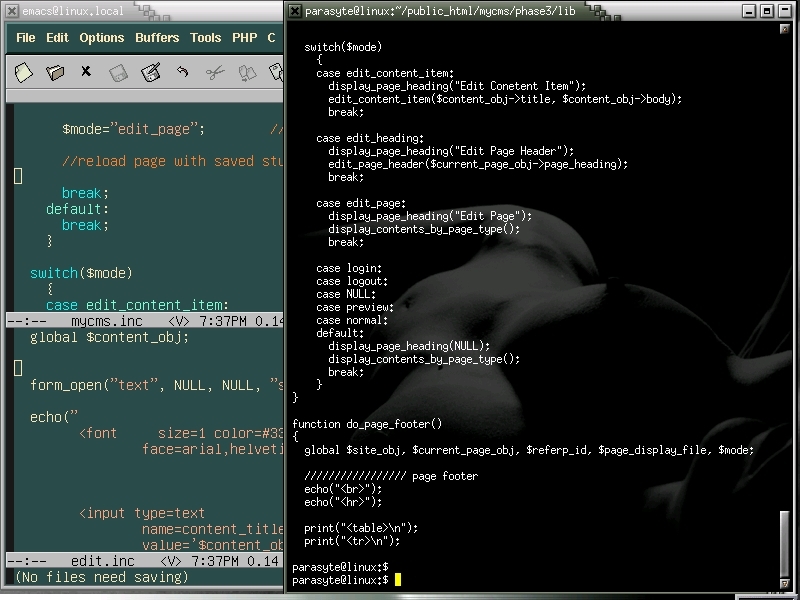 emacs@linux.local
File Edit Options Buffers Tools PHP C
$mode="edit_page"; //
//reload page with saved stu
break;
default:
break;
}
switch($mode)
{
case edit_content_item:
--:-- mycms.inc <V> 7:37PM 0.14
global $content_obj;
form_open("text", NULL, NULL, "s
echo("
<font size=1 color=#33
face=arial,helveti
<input type=text
name=content_title
value='$content_ob
--:-- edit.inc <V> 7:37PM 0.14
(No files need saving)
parasyte@linux:~/public_html/mycms/phase3/lib
switch($mode)
{
case edit_content_item:
display_page_heading("Edit Conetent Item");
edit_content_item($content_obj->title, $content_obj->body);
break;
case edit_heading:
display_page_heading("Edit Page Header");
edit_page_header($current_page_obj->page_heading);
break;
case edit_page:
display_page_heading("Edit Page");
display_contents_by_page_type();
break;
case login:
case logout:
case NULL:
case preview:
case normal:
default:
display_page_heading(NULL);
display_contents_by_page_type();
break;
}
}
function do_page_footer()
{
global $site_obj, $current_page_obj, $referp_id, $page_display_file, $mode;
///////////////// page footer
echo("<br>");
echo("<hr>");
print("<table>\n");
print("<tr>\n");
parasyte@linux:$
parasyte@linux:$